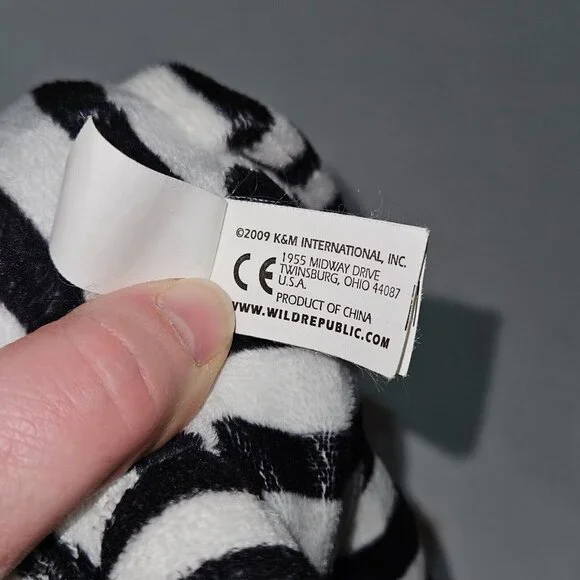 ©2009 K&M INTERNATIONAL, INC.
CE
1955 MIDWAY DRIVE
TWINSBURG, OHIO 44087
U.S.A.
PRODUCT OF CHINA
WWW.WILDREPUBLIC.COM